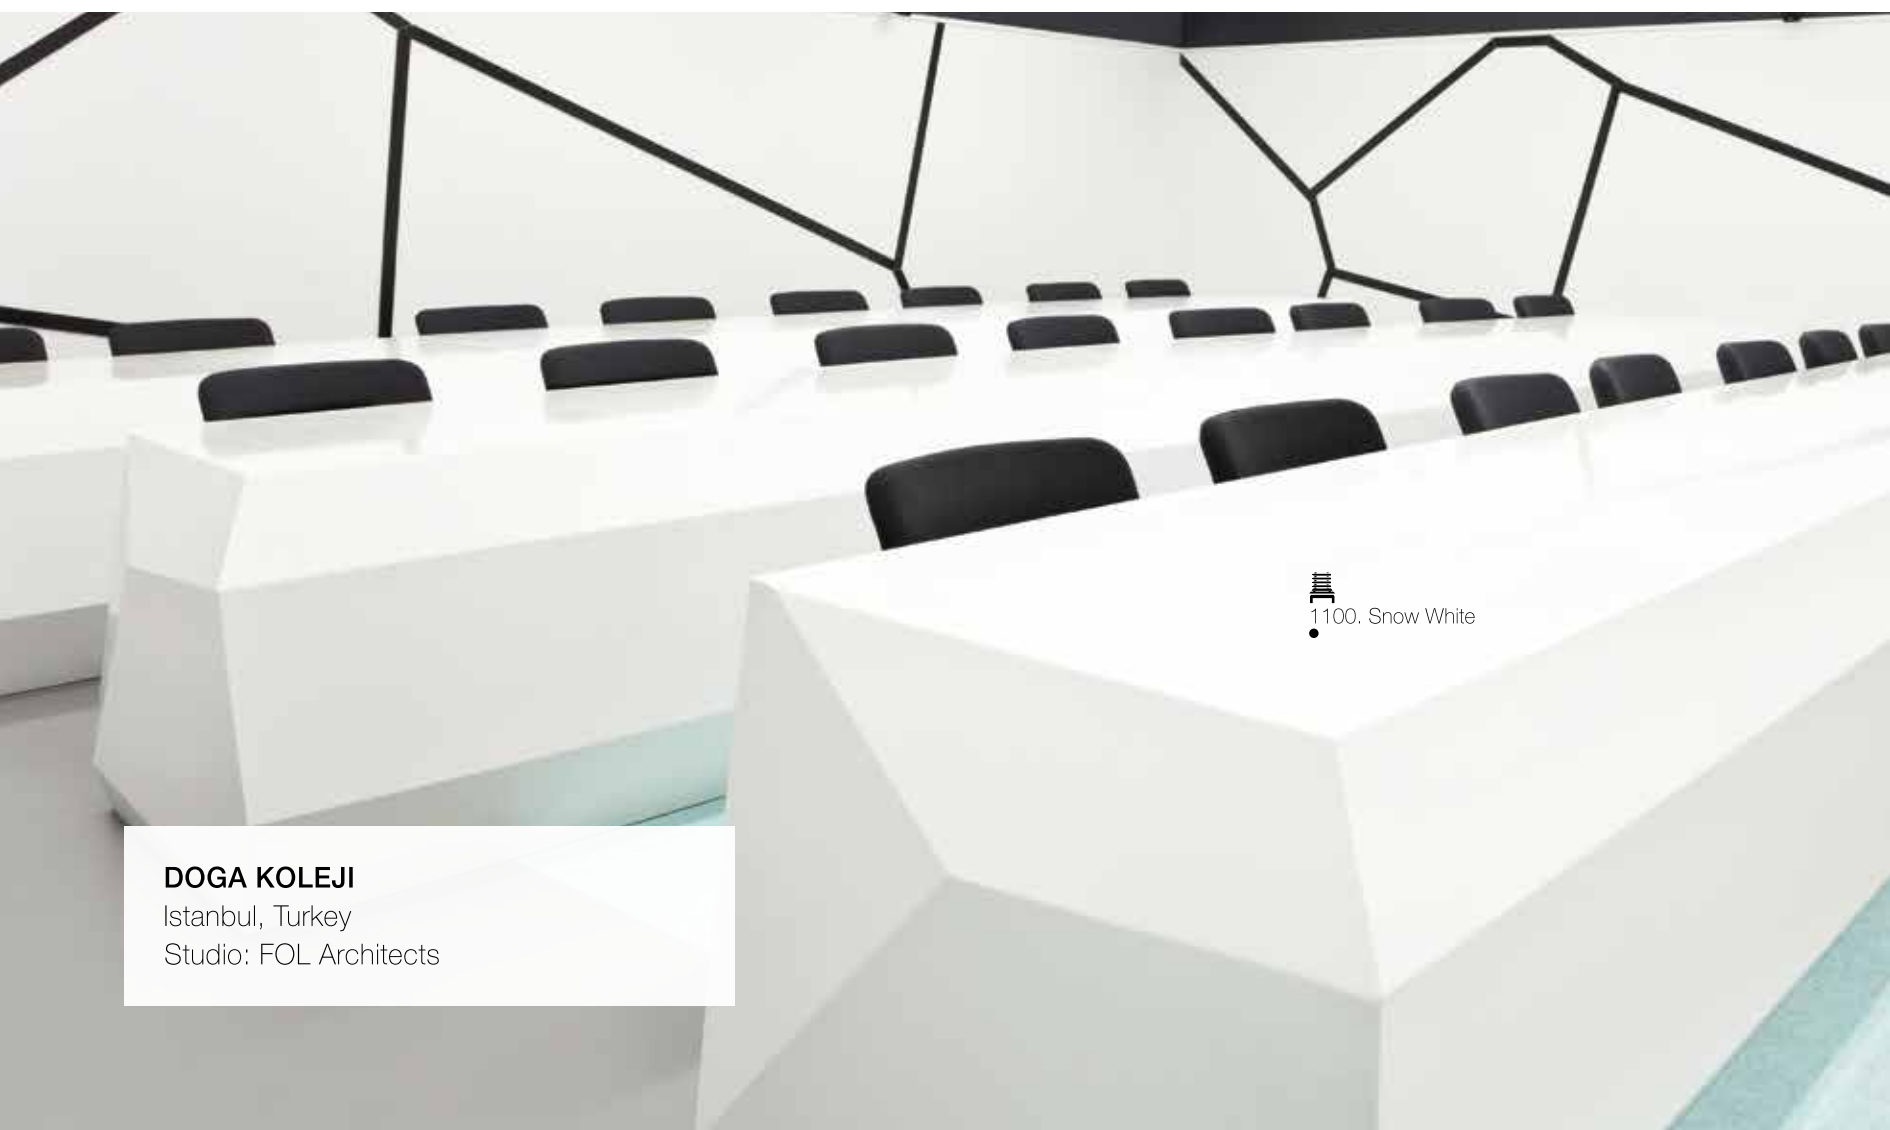 1100. Snow White
DOGA KOLEJI
Istanbul, Turkey
Studio: FOL Architects